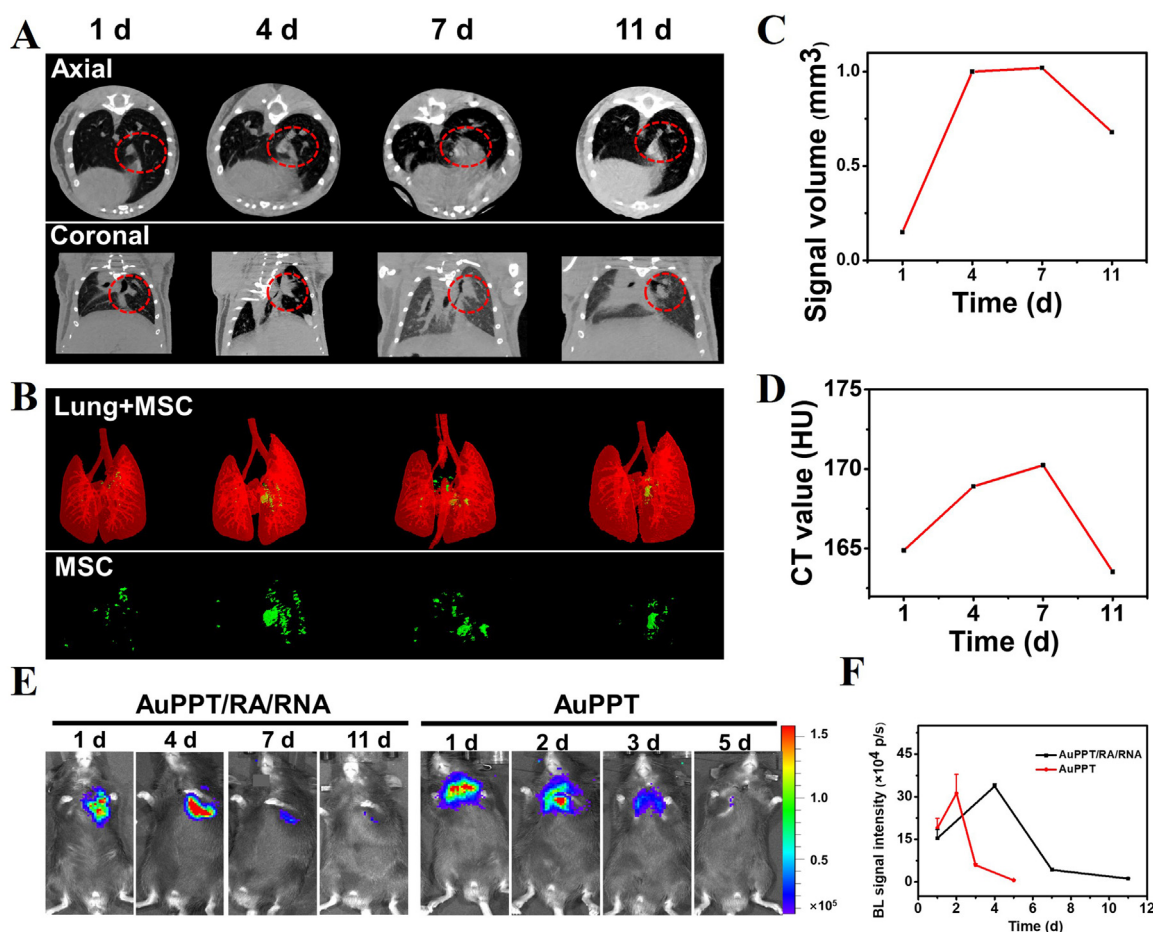 A
1 d 4 d 7 d 11 d
Axial
Coronal
B
Lung+MSC
MSC
C
Signal volume (mm3)
1.0
0.5
0.0
1 4 7 11
Time (d)
D
CT value (HU)
175
170
165
1 4 7 11
Time (d)
E
AuPPT/RA/RNA AuPPT
1 d 4 d 7 d 11 d 1 d 2 d 3 d 5 d
1.5
1.0
0.5
×10⁵
F
BL signal intensity (×10⁴ p/s)
45
30
15
0
AuPPT/RA/RNA
AuPPT
0 2 4 6 8 10 12
Time (d)